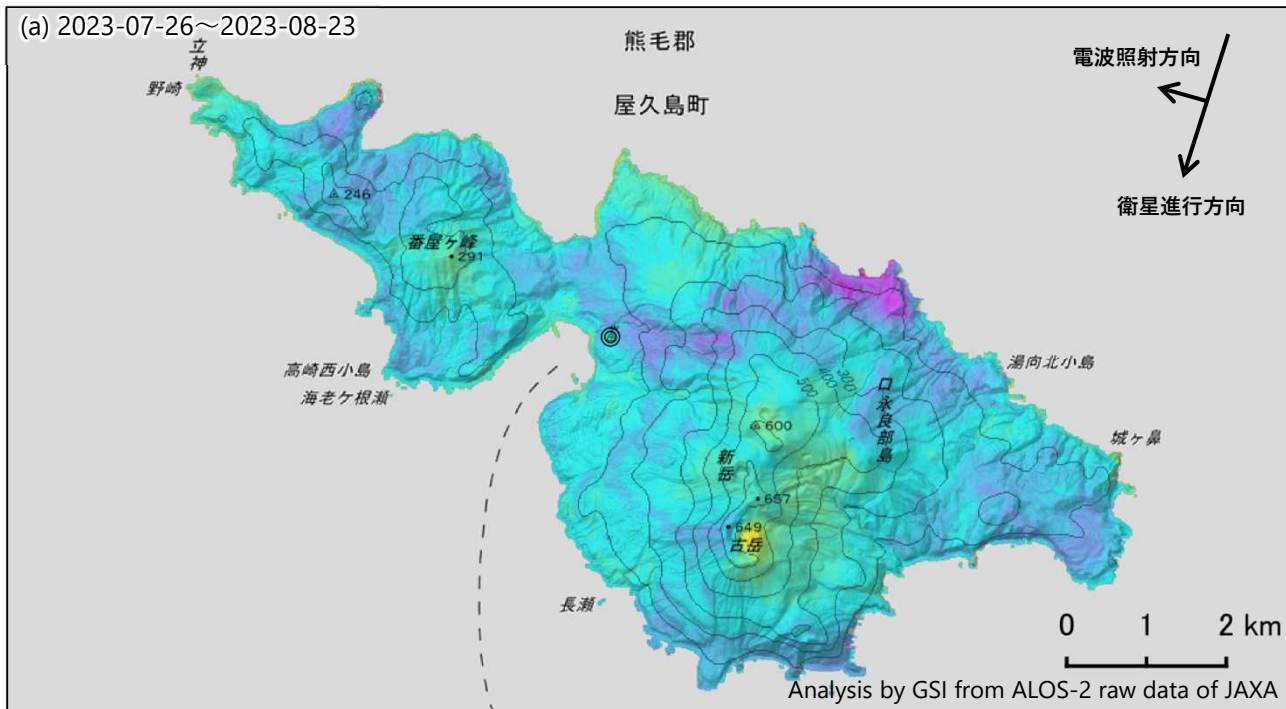 (a) 2023-07-26～2023-08-23
熊毛郡
屋久島町
電波照射方向
衛星進行方向
立神
野崎
246
番屋ヶ峰
291
高崎西小島
海老ケ根瀬
湯向北小島
城ヶ鼻
口永良部島
300
400
500
600
新岳
657
649
古岳
長瀬
0 1 2 km
Analysis by GSI from ALOS-2 raw data of JAXA